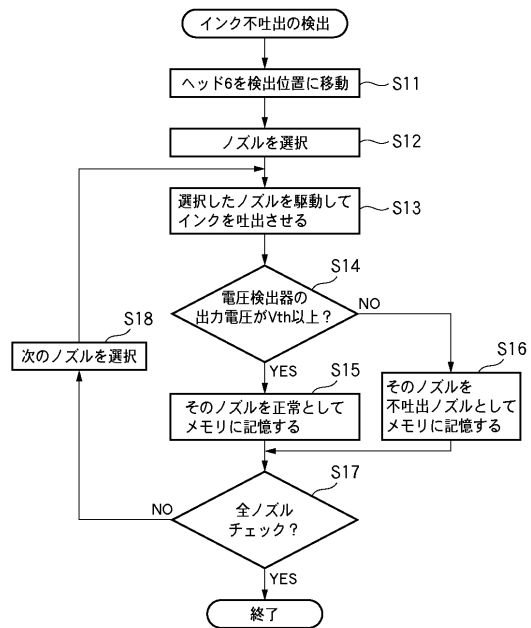 インク不吐出の検出
ヘッド6を検出位置に移動
S11
ノズルを選択
S12
選択したノズルを駆動して
インクを吐出させる
S13
電圧検出器の
出力電圧がVth以上?
S14
NO
YES
S18
次のノズルを選択
そのノズルを正常として
メモリに記憶する
S15
そのノズルを
不吐出ノズルとして
メモリに記憶する
S16
全ノズル
チェック?
S17
NO
YES
終了